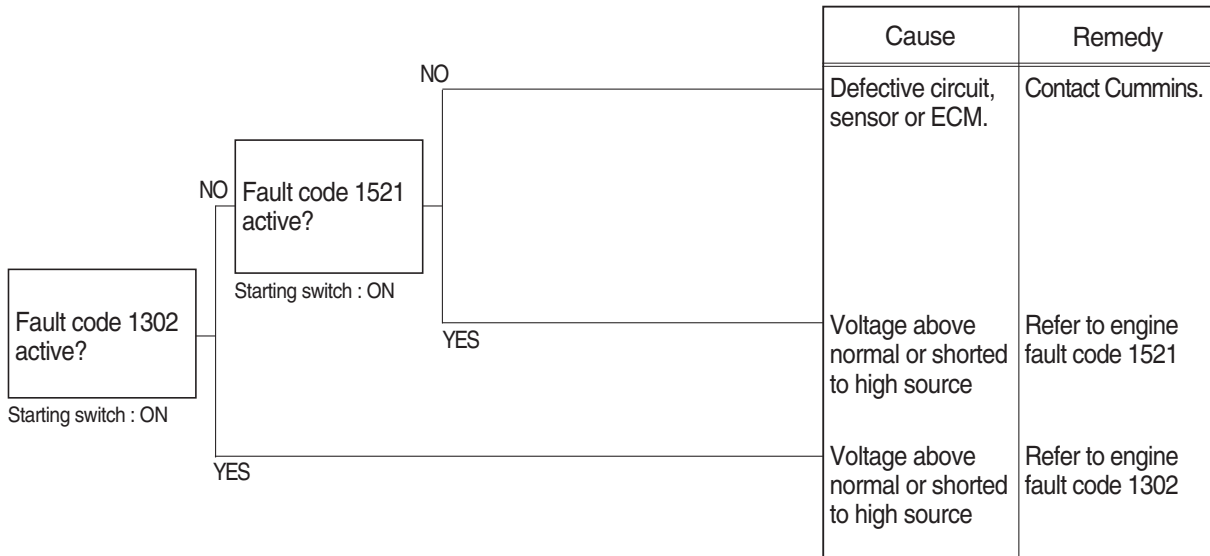 Cause
Remedy
NO
Defective circuit,
sensor or ECM.
Contact Cummins.
NO
Fault code 1521
active?
Starting switch : ON
Fault code 1302
active?
Starting switch : ON
YES
Voltage above
normal or shorted
to high source
Refer to engine
fault code 1521
YES
Voltage above
normal or shorted
to high source
Refer to engine
fault code 1302